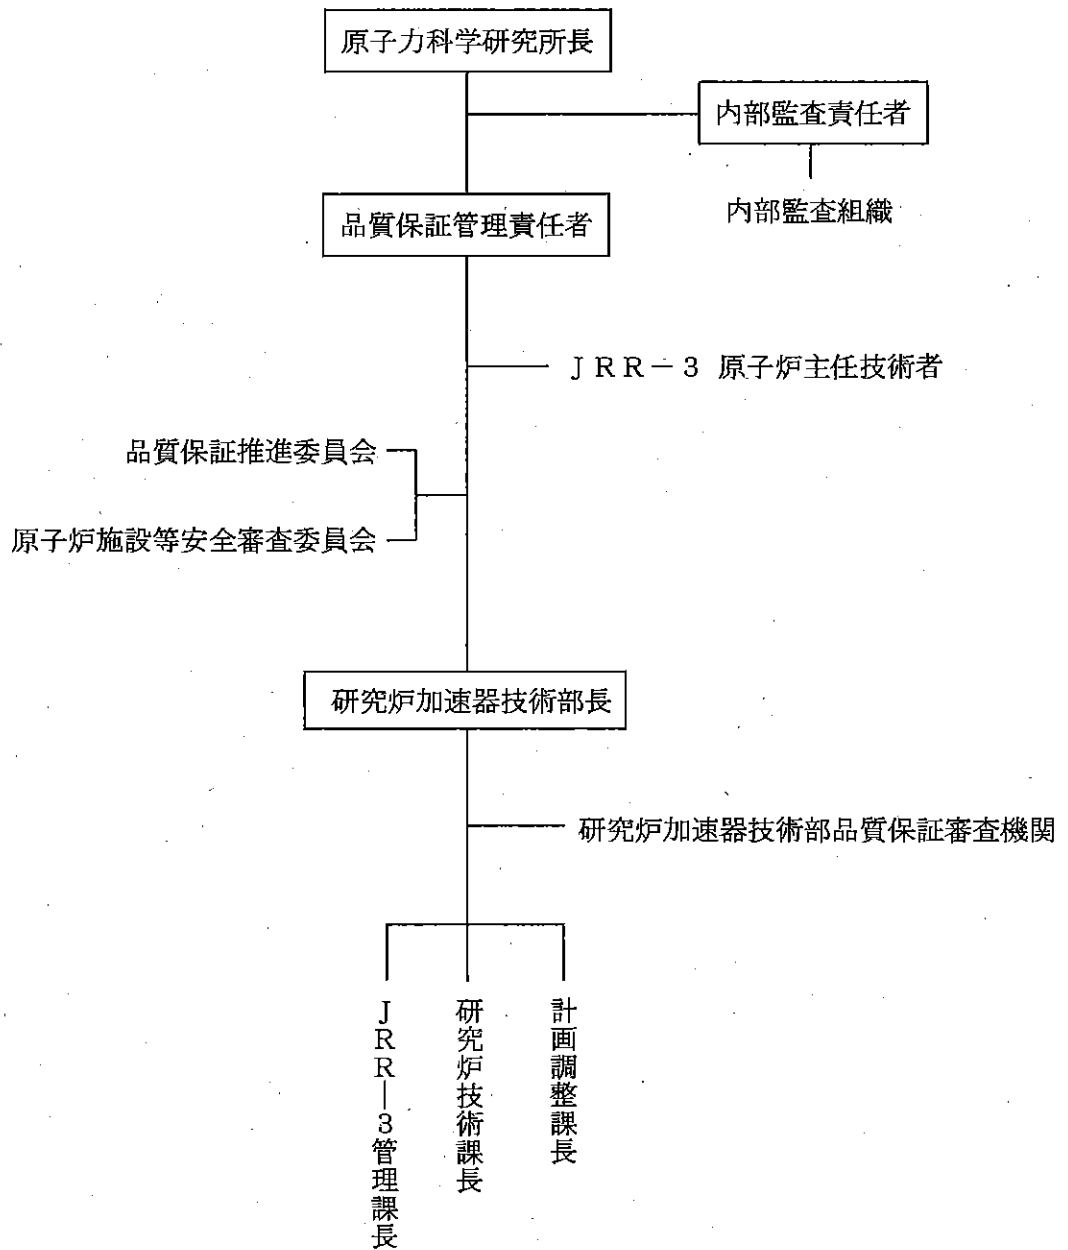 原子力科学研究所長
内部監査責任者
内部監査組織
品質保証管理責任者
JRR－3 原子炉主任技術者
品質保証推進委員会
原子炉施設等安全審査委員会
研究炉加速器技術部長
研究炉加速器技術部品質保証審査機関
JRR－3管理課長
研究炉技術課長
計画調整課長